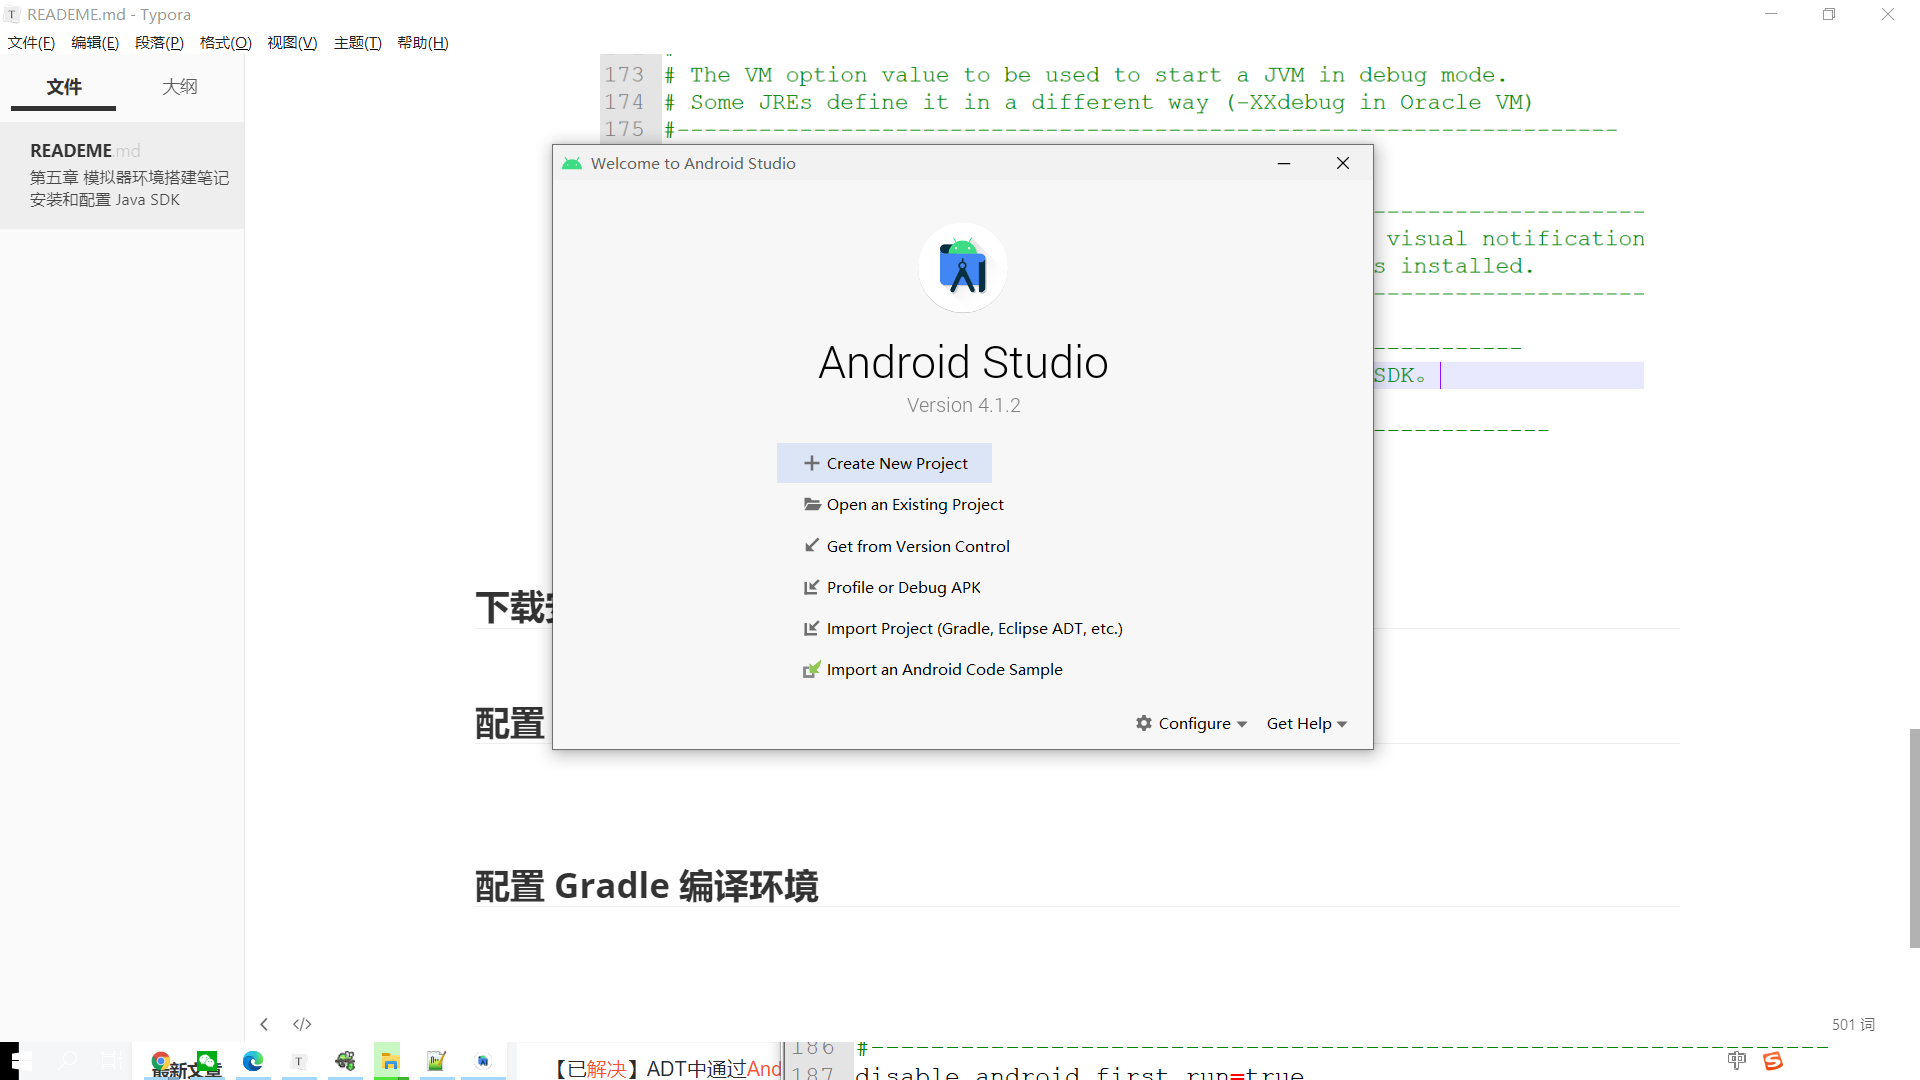 READEME.md - Typora
文件(F) 编辑(E) 段落(P) 格式(O) 视图(V) 主题(T) 帮助(H)
文件 大纲
READEME.md
第五章 模拟器环境搭建笔记
安装和配置 Java SDK
173 # The VM option value to be used to start a JVM in debug mode.
174 # Some JREs define it in a different way (-XXdebug in Oracle VM)
175 #---------------------------------------------------------------------
visual notification
s installed.
SDK。
Welcome to Android Studio
Android Studio
Version 4.1.2
Create New Project
Open an Existing Project
Get from Version Control
Profile or Debug APK
Import Project (Gradle, Eclipse ADT, etc.)
Import an Android Code Sample
Configure Get Help
下载
配置
配置 Gradle 编译环境
</> 501 词
最新文章
【已解决】ADT中通过And
186 #----------------------------------------------------------------------
187 disable.android.first.run=true
中